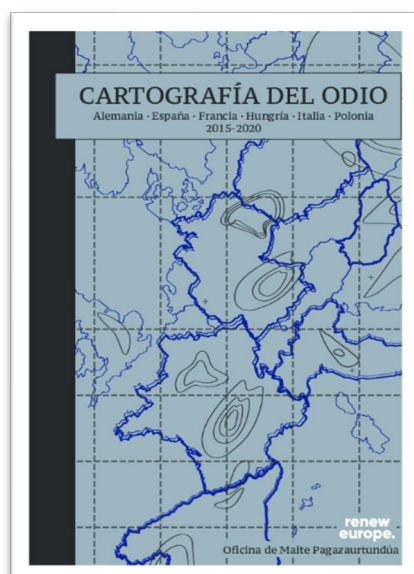 CARTOGRAFÍA DEL ODIO
Alemania · España · Francia · Hungría · Italia · Polonia
2015-2020
renew
europe.
Oficina de Maite Pagazaurtundúa